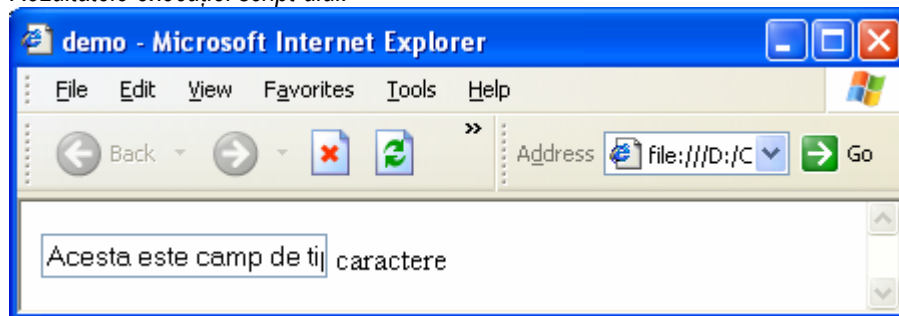 Rezultatele execuţiei script-ului:
demo - Microsoft Internet Explorer
File Edit View Favorites Tools Help
Back » Address file:///D:/C Go
Acesta este camp de ti caractere